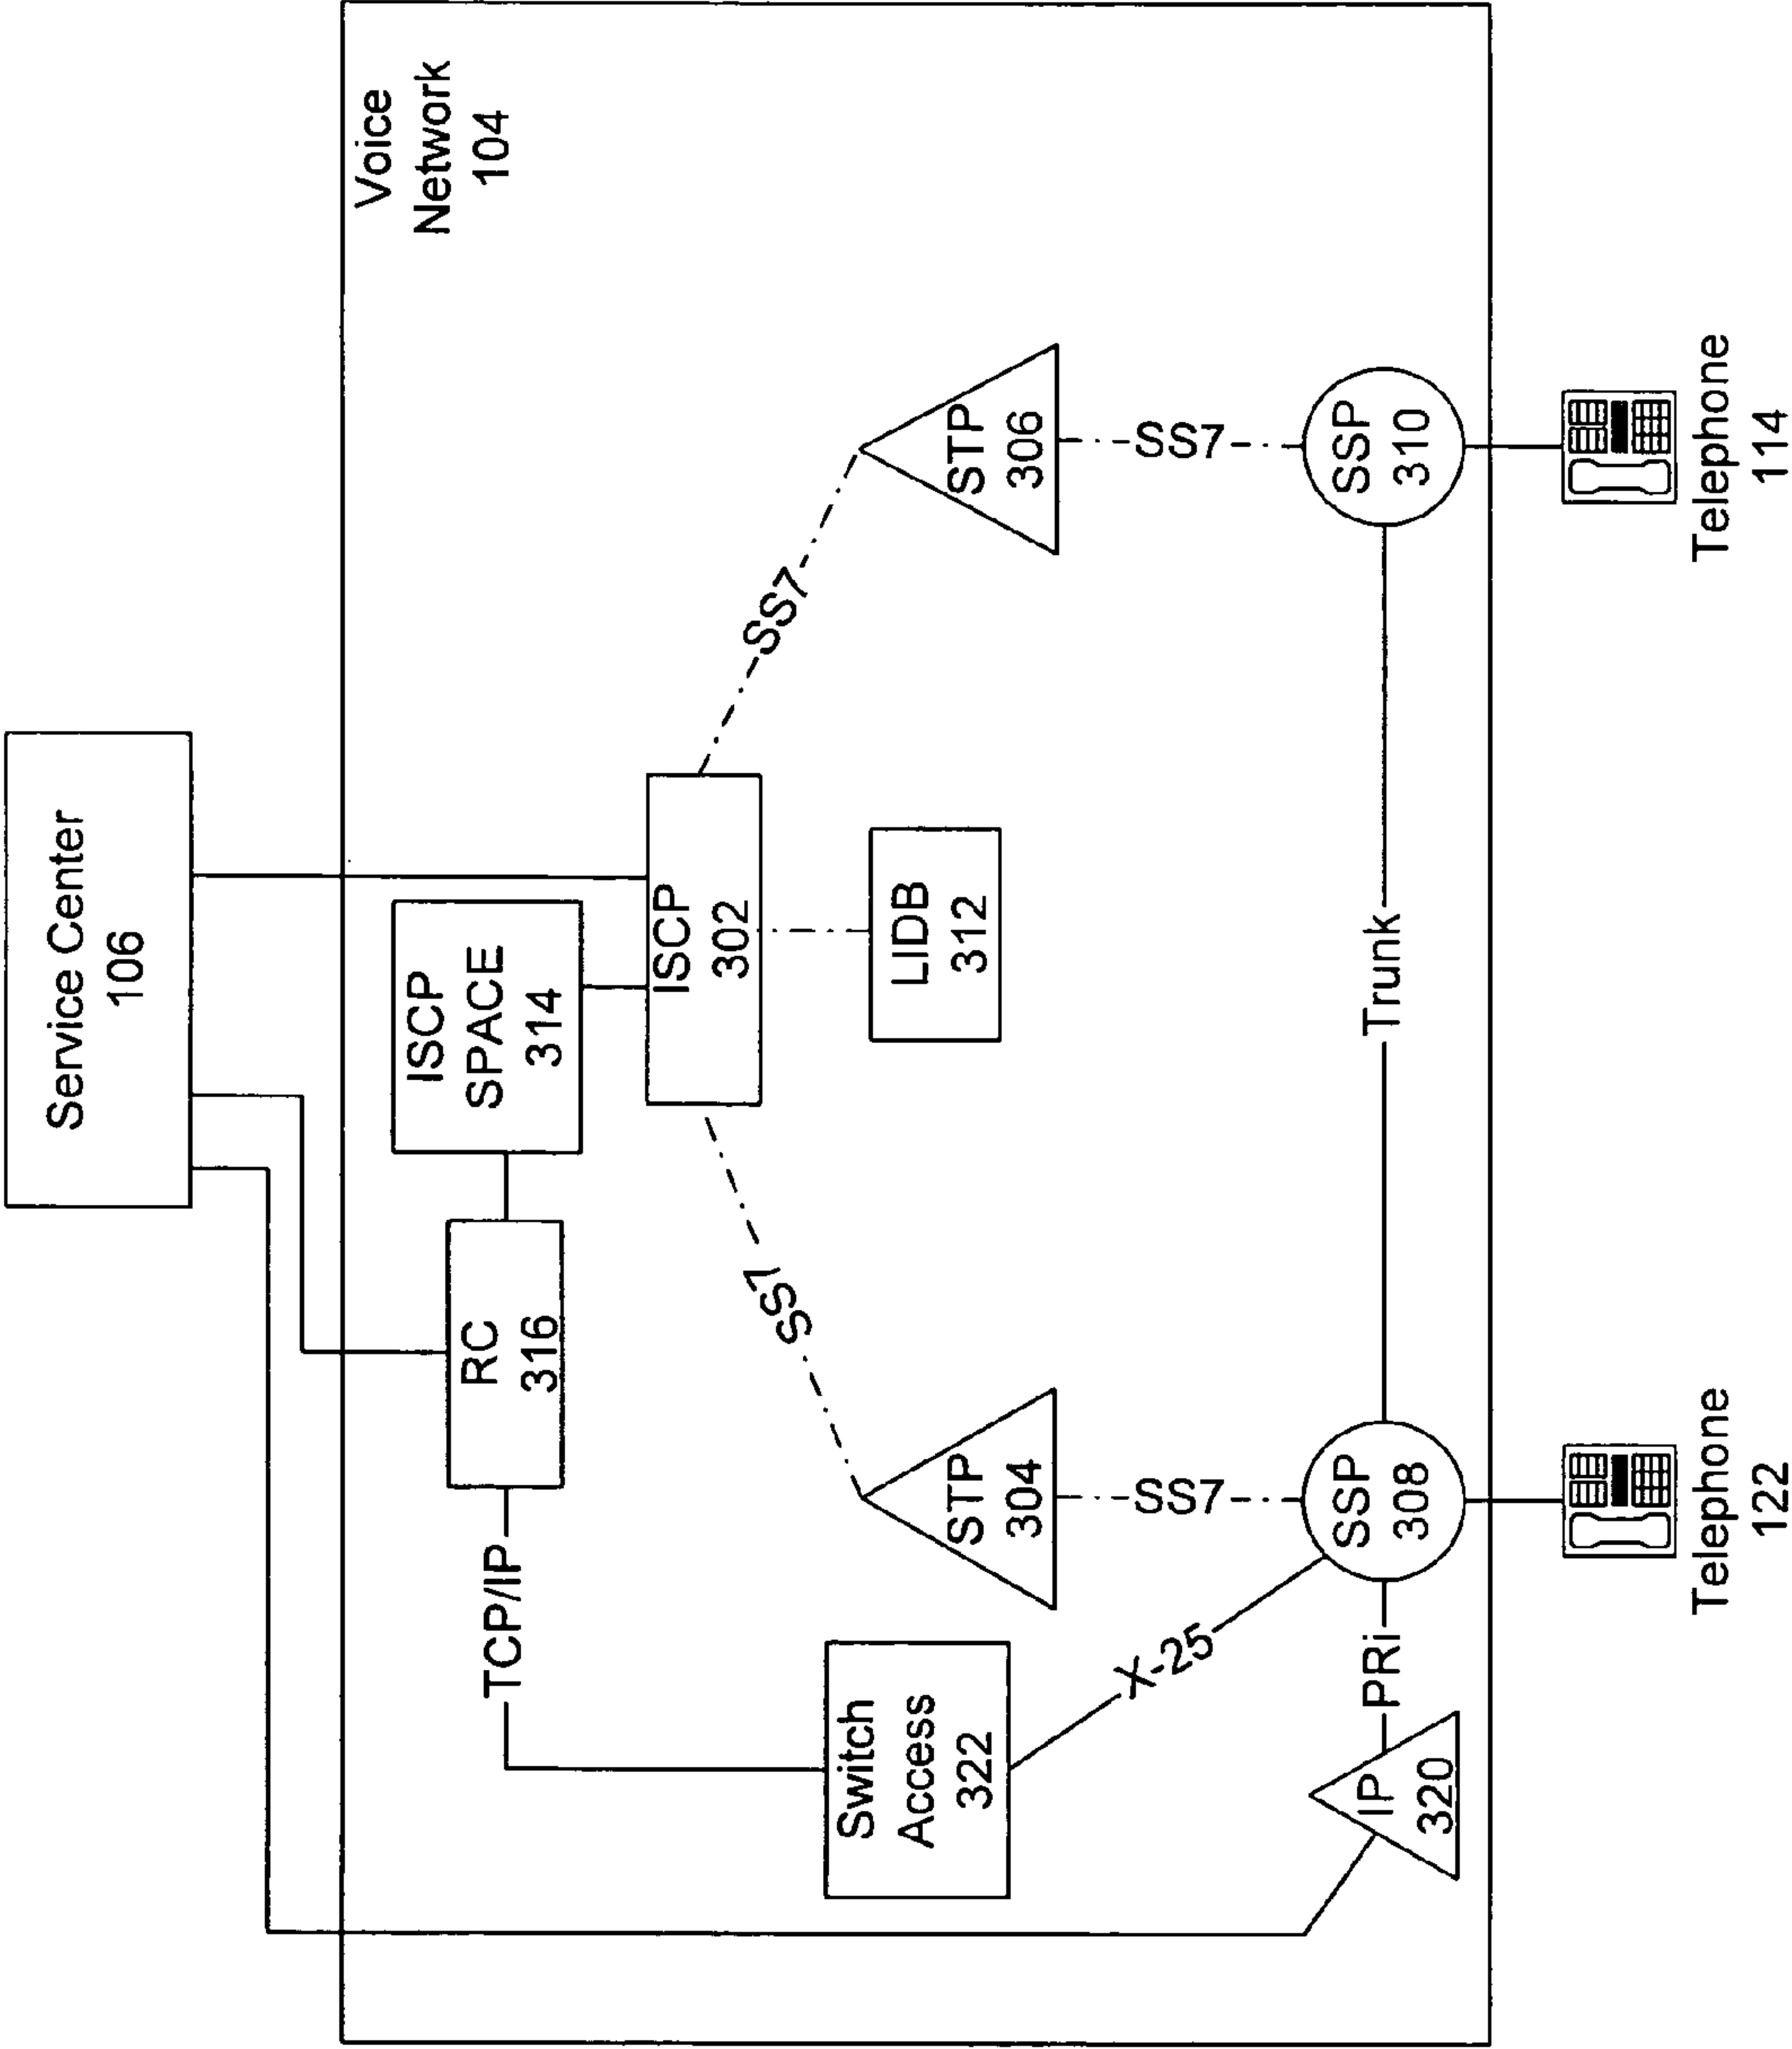 Service Center
106
Voice
Network
104
ISCP
SPACE
314
RC
316
TCP/IP
ISCP
302
SS7
SS7
LIDB
312
Switch
Access
322
STP
304
STP
306
X-25
SS7
SS7
IP
320
PRi
SSP
308
Trunk
SSP
310
Telephone
122
Telephone
114